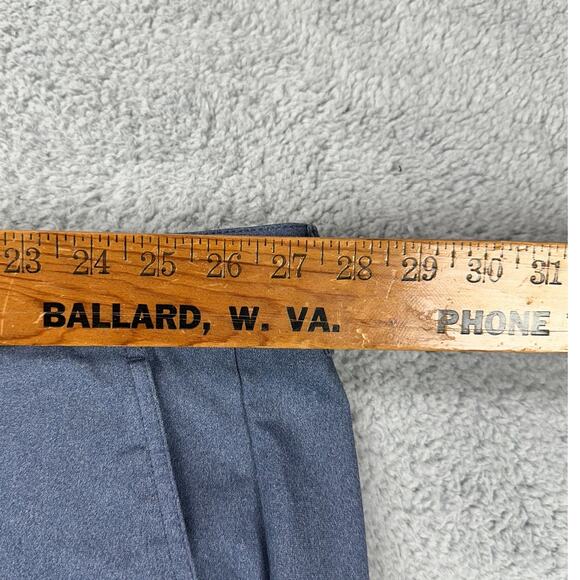 23 24 25 26 27 28 29 30 31
BALLARD, W. VA. PHONE